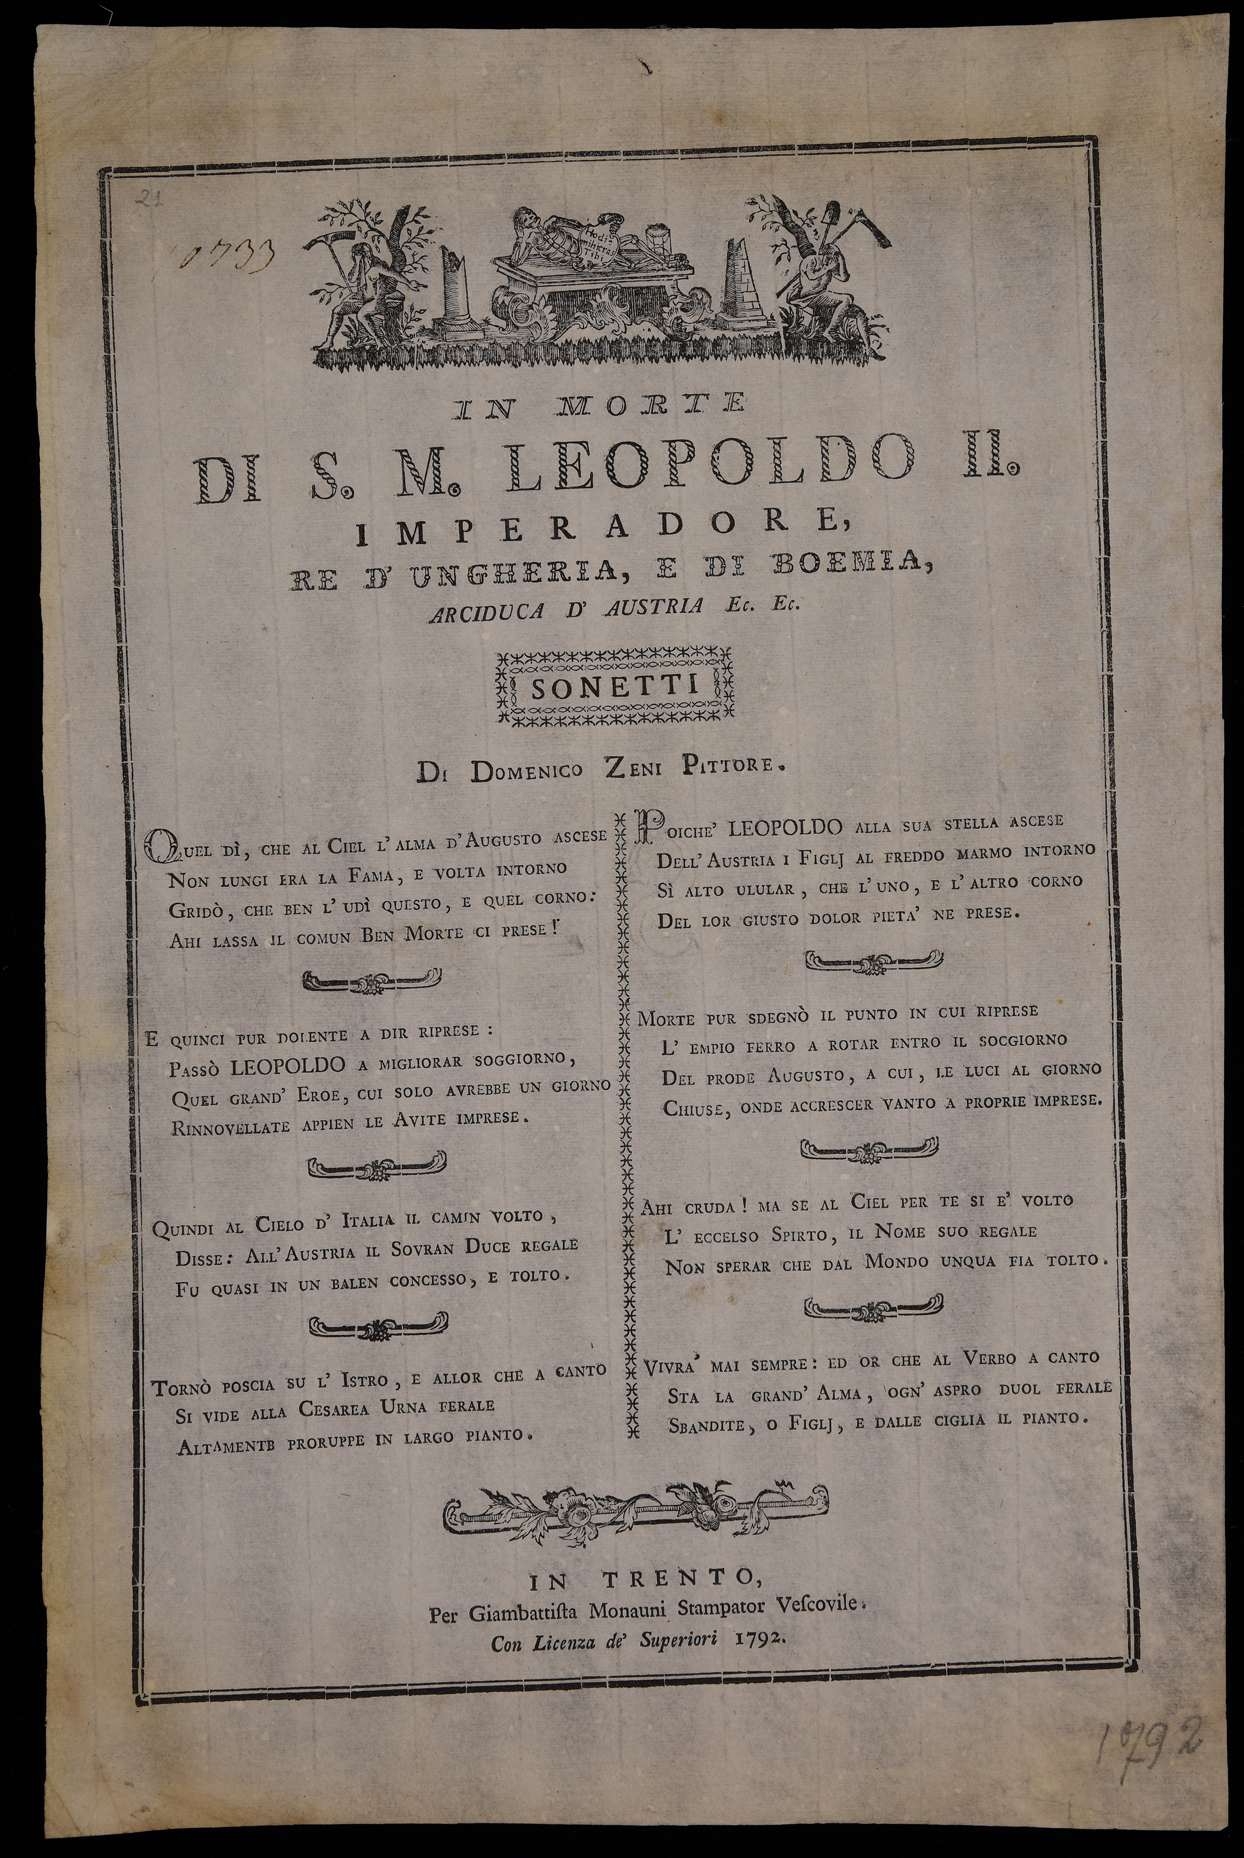 21
10733
Hodie
mihi cras
Tibi
IN MORTE
DI S. M. LEOPOLDO II.
IMPERADORE,
RE D' UNGHERIA, E DI BOEMIA,
ARCIDUCA D' AUSTRIA Ec. Ec.
SONETTI
DI DOMENICO ZENI PITTORE.
QUEL DÌ, CHE AL CIEL L'ALMA D'AUGUSTO ASCESE
NON LUNGI ERA LA FAMA, E VOLTA INTORNO
GRIDÒ, CHE BEN L'UDÌ QUESTO, E QUEL CORNO:
AHI LASSA IL COMUN BEN MORTE CI PRESE!
E QUINCI PUR DOLENTE A DIR RIPRESE:
PASSÒ LEOPOLDO A MIGLIORAR SOGGIORNO,
QUEL GRAND' EROE, CUI SOLO AVREBBE UN GIORNO
RINNOVELLATE APPIEN LE AVITE IMPRESE.
QUINDI AL CIELO D' ITALIA IL CAMIN VOLTO,
DISSE: ALL'AUSTRIA IL SOVRAN DUCE REGALE
FU QUASI IN UN BALEN CONCESSO, E TOLTO.
TORNÒ POSCIA SU L' ISTRO, E ALLOR CHE A CANTO
SI VIDE ALLA CESAREA URNA FERALE
ALTAMENTE PRORUPPE IN LARGO PIANTO.
POICHE' LEOPOLDO ALLA SUA STELLA ASCESE
DELL'AUSTRIA I FIGLJ AL FREDDO MARMO INTORNO
SÌ ALTO ULULAR, CHE L'UNO, E L'ALTRO CORNO
DEL LOR GIUSTO DOLOR PIETA' NE PRESE.
MORTE PUR SDEGNÒ IL PUNTO IN CUI RIPRESE
L' EMPIO FERRO A ROTAR ENTRO IL SOCGIORNO
DEL PRODE AUGUSTO, A CUI, LE LUCI AL GIORNO
CHIUSE, ONDE ACCRESCER VANTO A PROPRIE IMPRESE.
AHI CRUDA! MA SE AL CIEL PER TE SI E' VOLTO
L' ECCELSO SPIRTO, IL NOME SUO REGALE
NON SPERAR CHE DAL MONDO UNQUA FIA TOLTO.
VIVRA' MAI SEMPRE: ED OR CHE AL VERBO A CANTO
STA LA GRAND' ALMA, OGN' ASPRO DUOL FERALE
SBANDITE, O FIGLJ, E DALLE CIGLIA IL PIANTO.
IN TRENTO,
Per Giambattiſta Monauni Stampator Veſcovile.
Con Licenza de' Superiori 1792.
1792